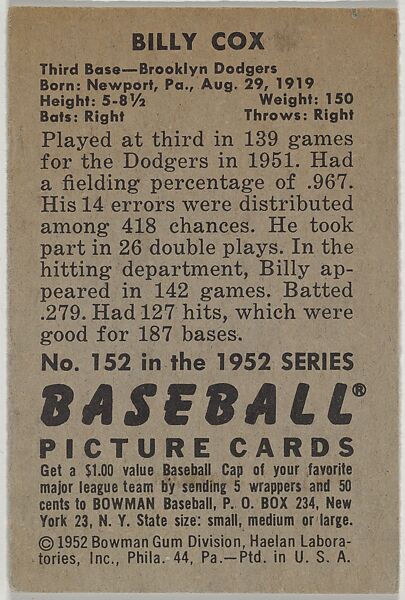 BILLY COX
Third Base—Brooklyn Dodgers
Born: Newport, Pa., Aug. 29, 1919
Height: 5-8½ Weight: 150
Bats: Right Throws: Right
Played at third in 139 games
for the Dodgers in 1951. Had
a fielding percentage of .967.
His 14 errors were distributed
among 418 chances. He took
part in 26 double plays. In the
hitting department, Billy ap-
peared in 142 games. Batted
.279. Had 127 hits, which were
good for 187 bases.
No. 152 in the 1952 SERIES
BASEBALL®
PICTURE CARDS
Get a $1.00 value Baseball Cap of your favorite
major league team by sending 5 wrappers and 50
cents to BOWMAN Baseball, P. O. BOX 234, New
York 23, N. Y. State size: small, medium or large.
© 1952 Bowman Gum Division, Haelan Labora-
tories, Inc., Phila. 44, Pa.—Ptd. in U. S. A.